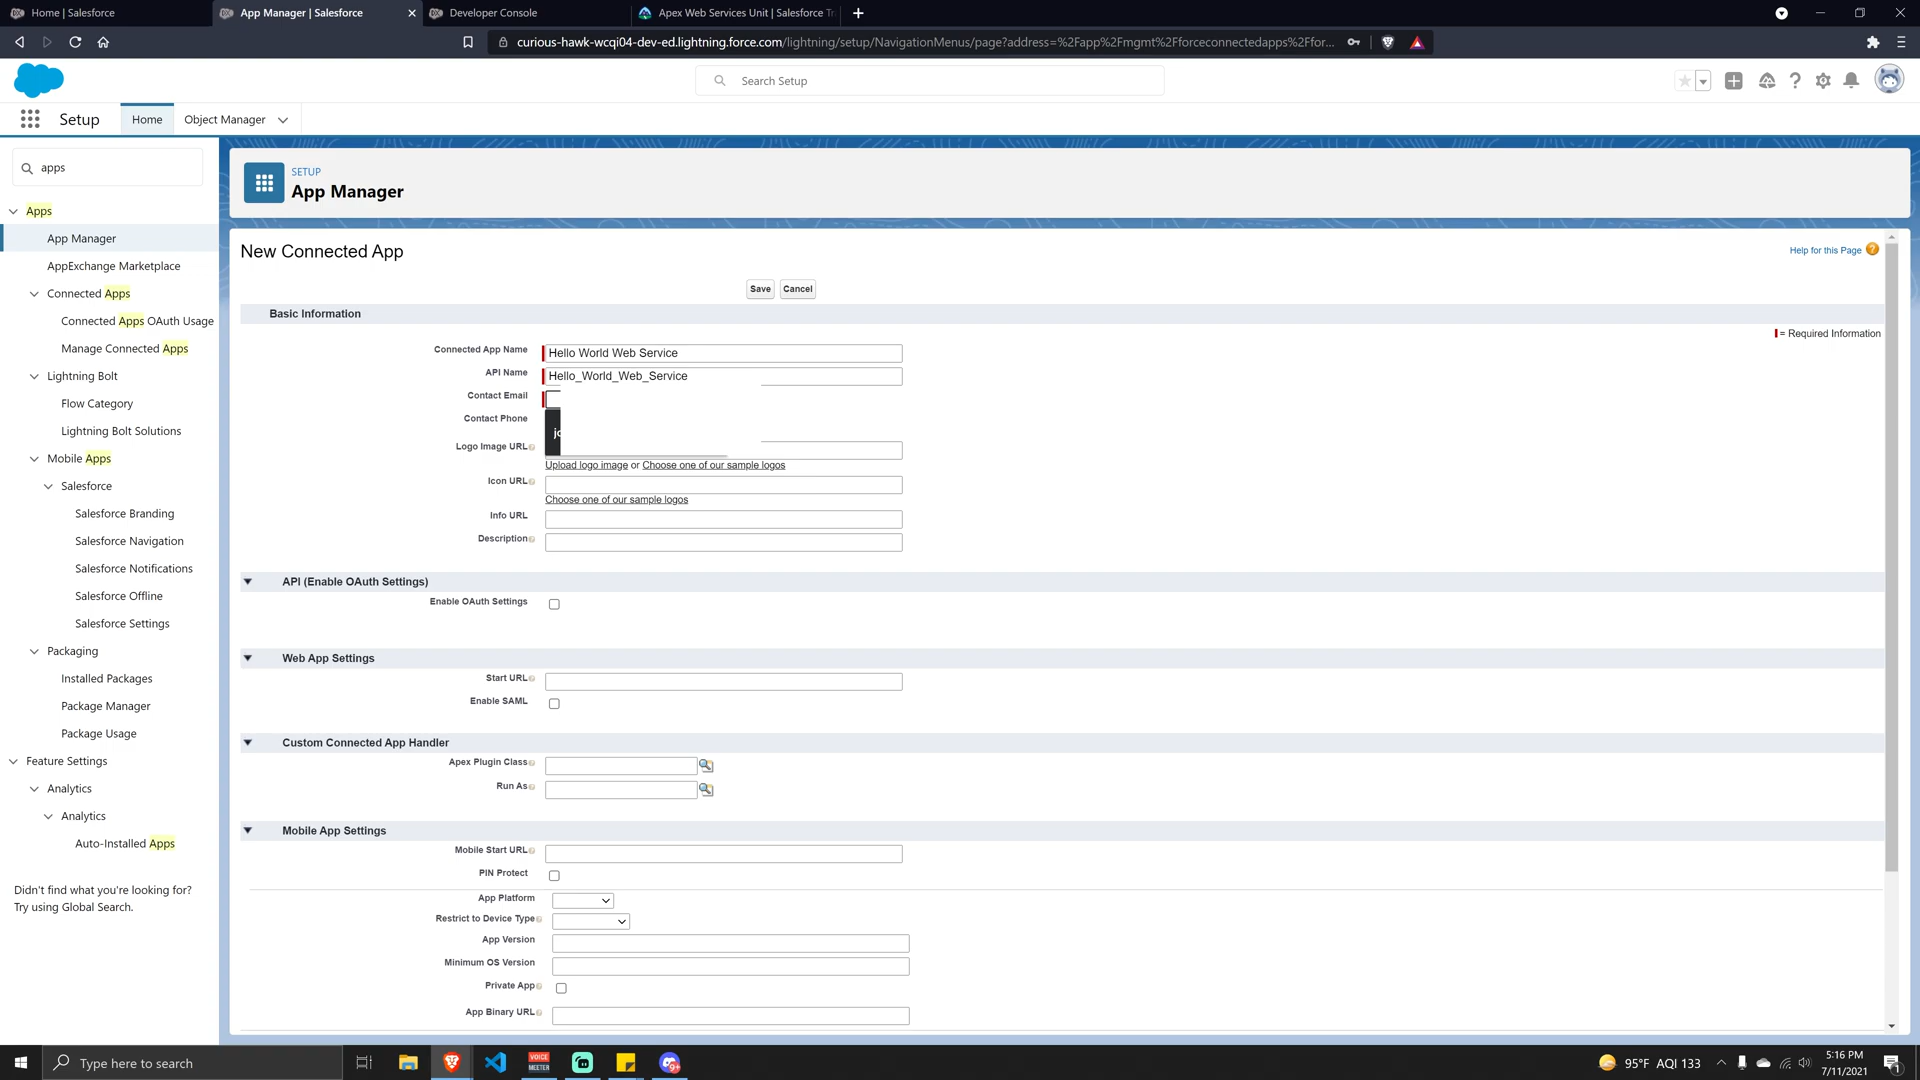 Home | Salesforce
App Manager | Salesforce
Developer Console
Apex Web Services Unit | Salesforce Tr
curious-hawk-wcqi04-dev-ed.lightning.force.com/lightning/setup/NavigationMenus/page?address=%2Fapp%2Fmgmt%2Fforceconnectedapps%2Ffor...
Search Setup
Setup
Home
Object Manager
apps
SETUP
App Manager
Apps
App Manager
AppExchange Marketplace
Connected Apps
Connected Apps OAuth Usage
Manage Connected Apps
Lightning Bolt
Flow Category
Lightning Bolt Solutions
Mobile Apps
Salesforce
Salesforce Branding
Salesforce Navigation
Salesforce Notifications
Salesforce Offline
Salesforce Settings
Packaging
Installed Packages
Package Manager
Package Usage
Feature Settings
Analytics
Analytics
Auto-Installed Apps
Didn't find what you're looking for?
Try using Global Search.
New Connected App
Help for this Page
Save Cancel
Basic Information
= Required Information
Connected App Name Hello World Web Service
API Name Hello_World_Web_Service
Contact Email
Contact Phone
Logo Image URL
Upload logo image or Choose one of our sample logos
Icon URL
Choose one of our sample logos
Info URL
Description
API (Enable OAuth Settings)
Enable OAuth Settings
Web App Settings
Start URL
Enable SAML
Custom Connected App Handler
Apex Plugin Class
Run As
Mobile App Settings
Mobile Start URL
PIN Protect
App Platform
Restrict to Device Type
App Version
Minimum OS Version
Private App
App Binary URL
Type here to search
VOICE
MEETER
9+
95°F AQI 133
5:16 PM
7/11/2021
1